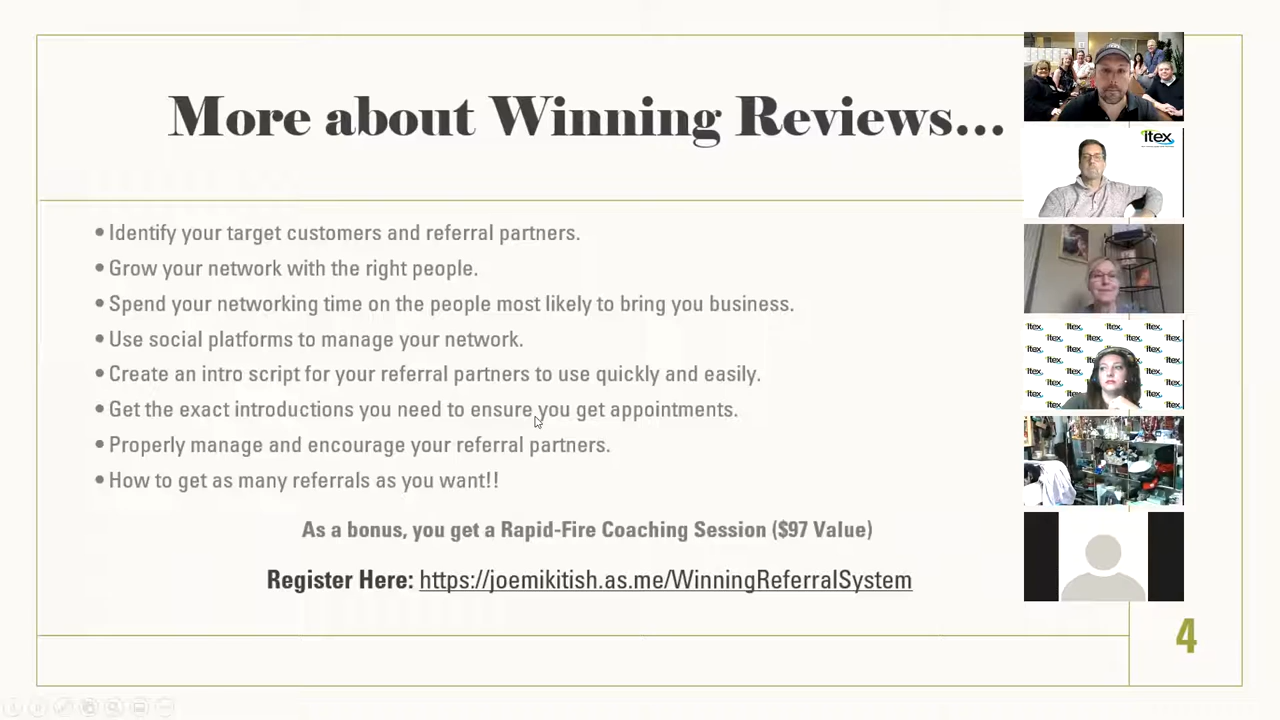 More about Winning Reviews...
• Identify your target customers and referral partners.
• Grow your network with the right people.
• Spend your networking time on the people most likely to bring you business.
• Use social platforms to manage your network.
• Create an intro script for your referral partners to use quickly and easily.
• Get the exact introductions you need to ensure you get appointments.
• Properly manage and encourage your referral partners.
• How to get as many referrals as you want!!
As a bonus, you get a Rapid-Fire Coaching Session ($97 Value)
Register Here: https://joemikitish.as.me/WinningReferralSystem
4
itex
itex itex itex itex